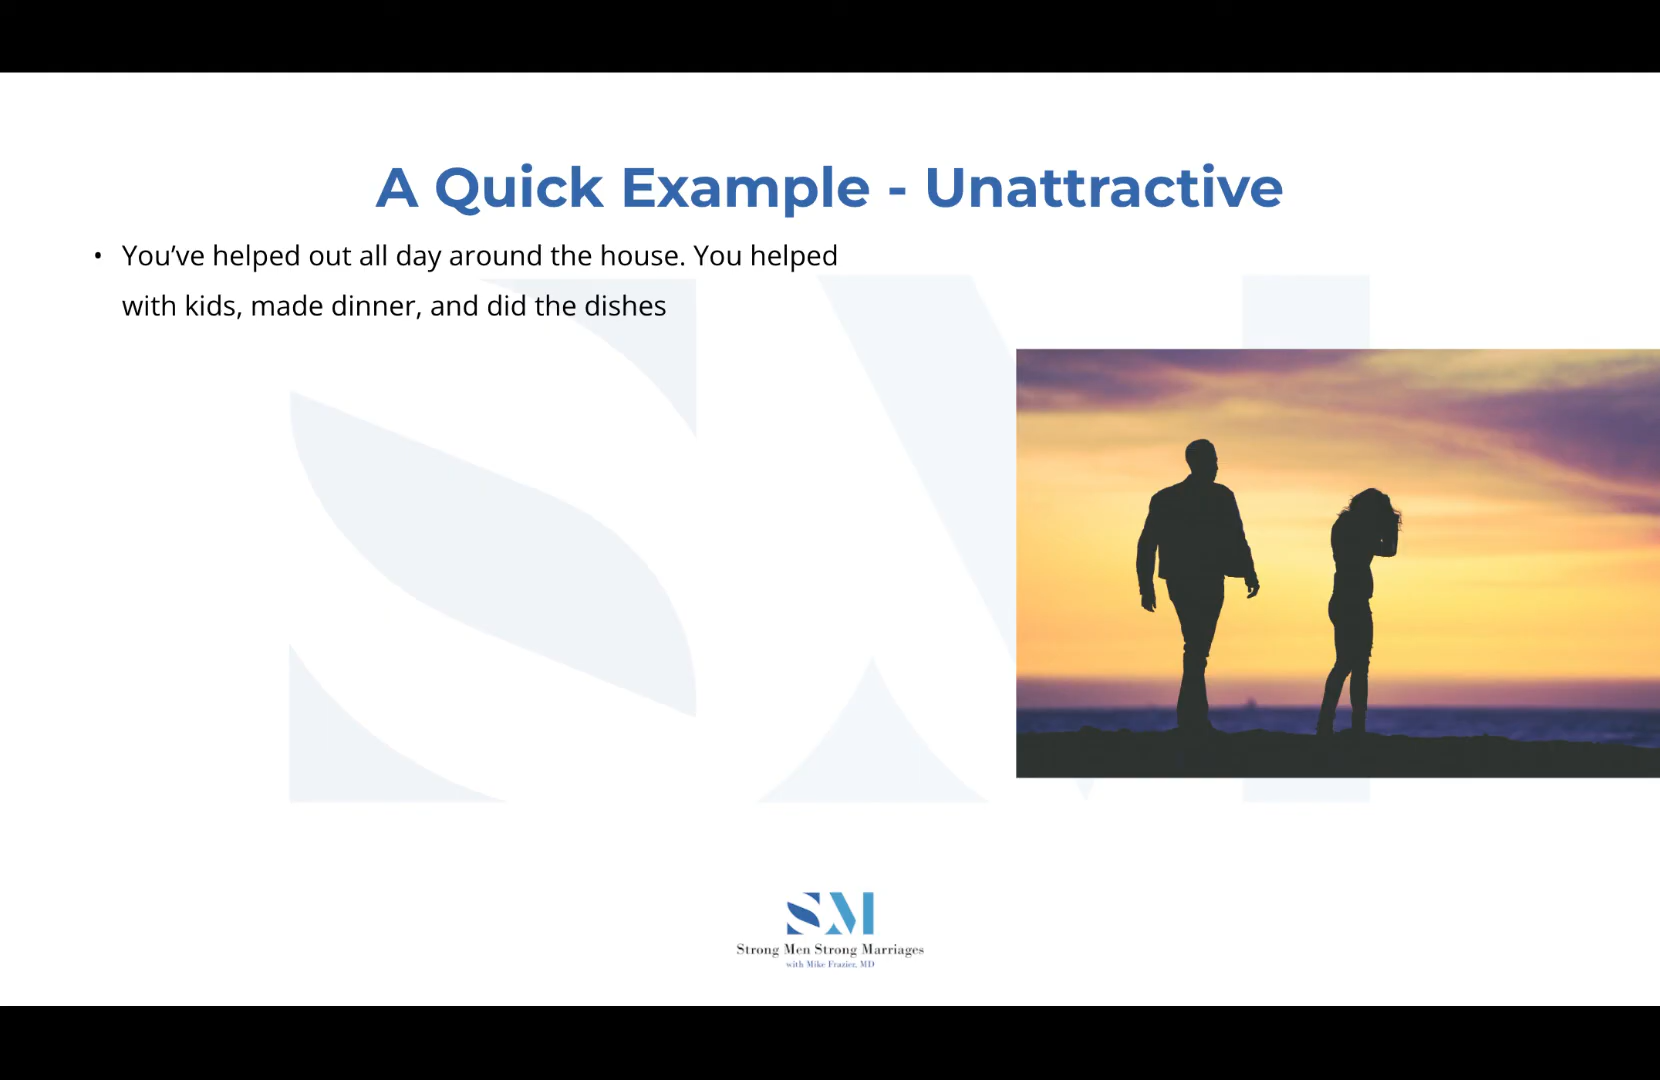 A Quick Example - Unattractive
• You’ve helped out all day around the house. You helped
with kids, made dinner, and did the dishes
SM
Strong Men Strong Marriages
with Mike Frazier, MD